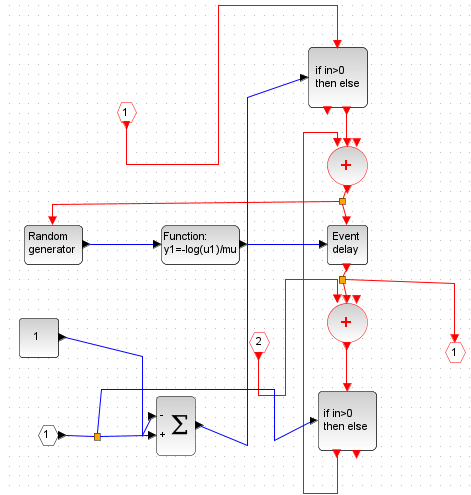 if in>0
then else
1
+
Random
generator
Function:
y1=-log(u1)/mu
Event
delay
+
1
2
1
if in>0
then else
1
-
+
Σ